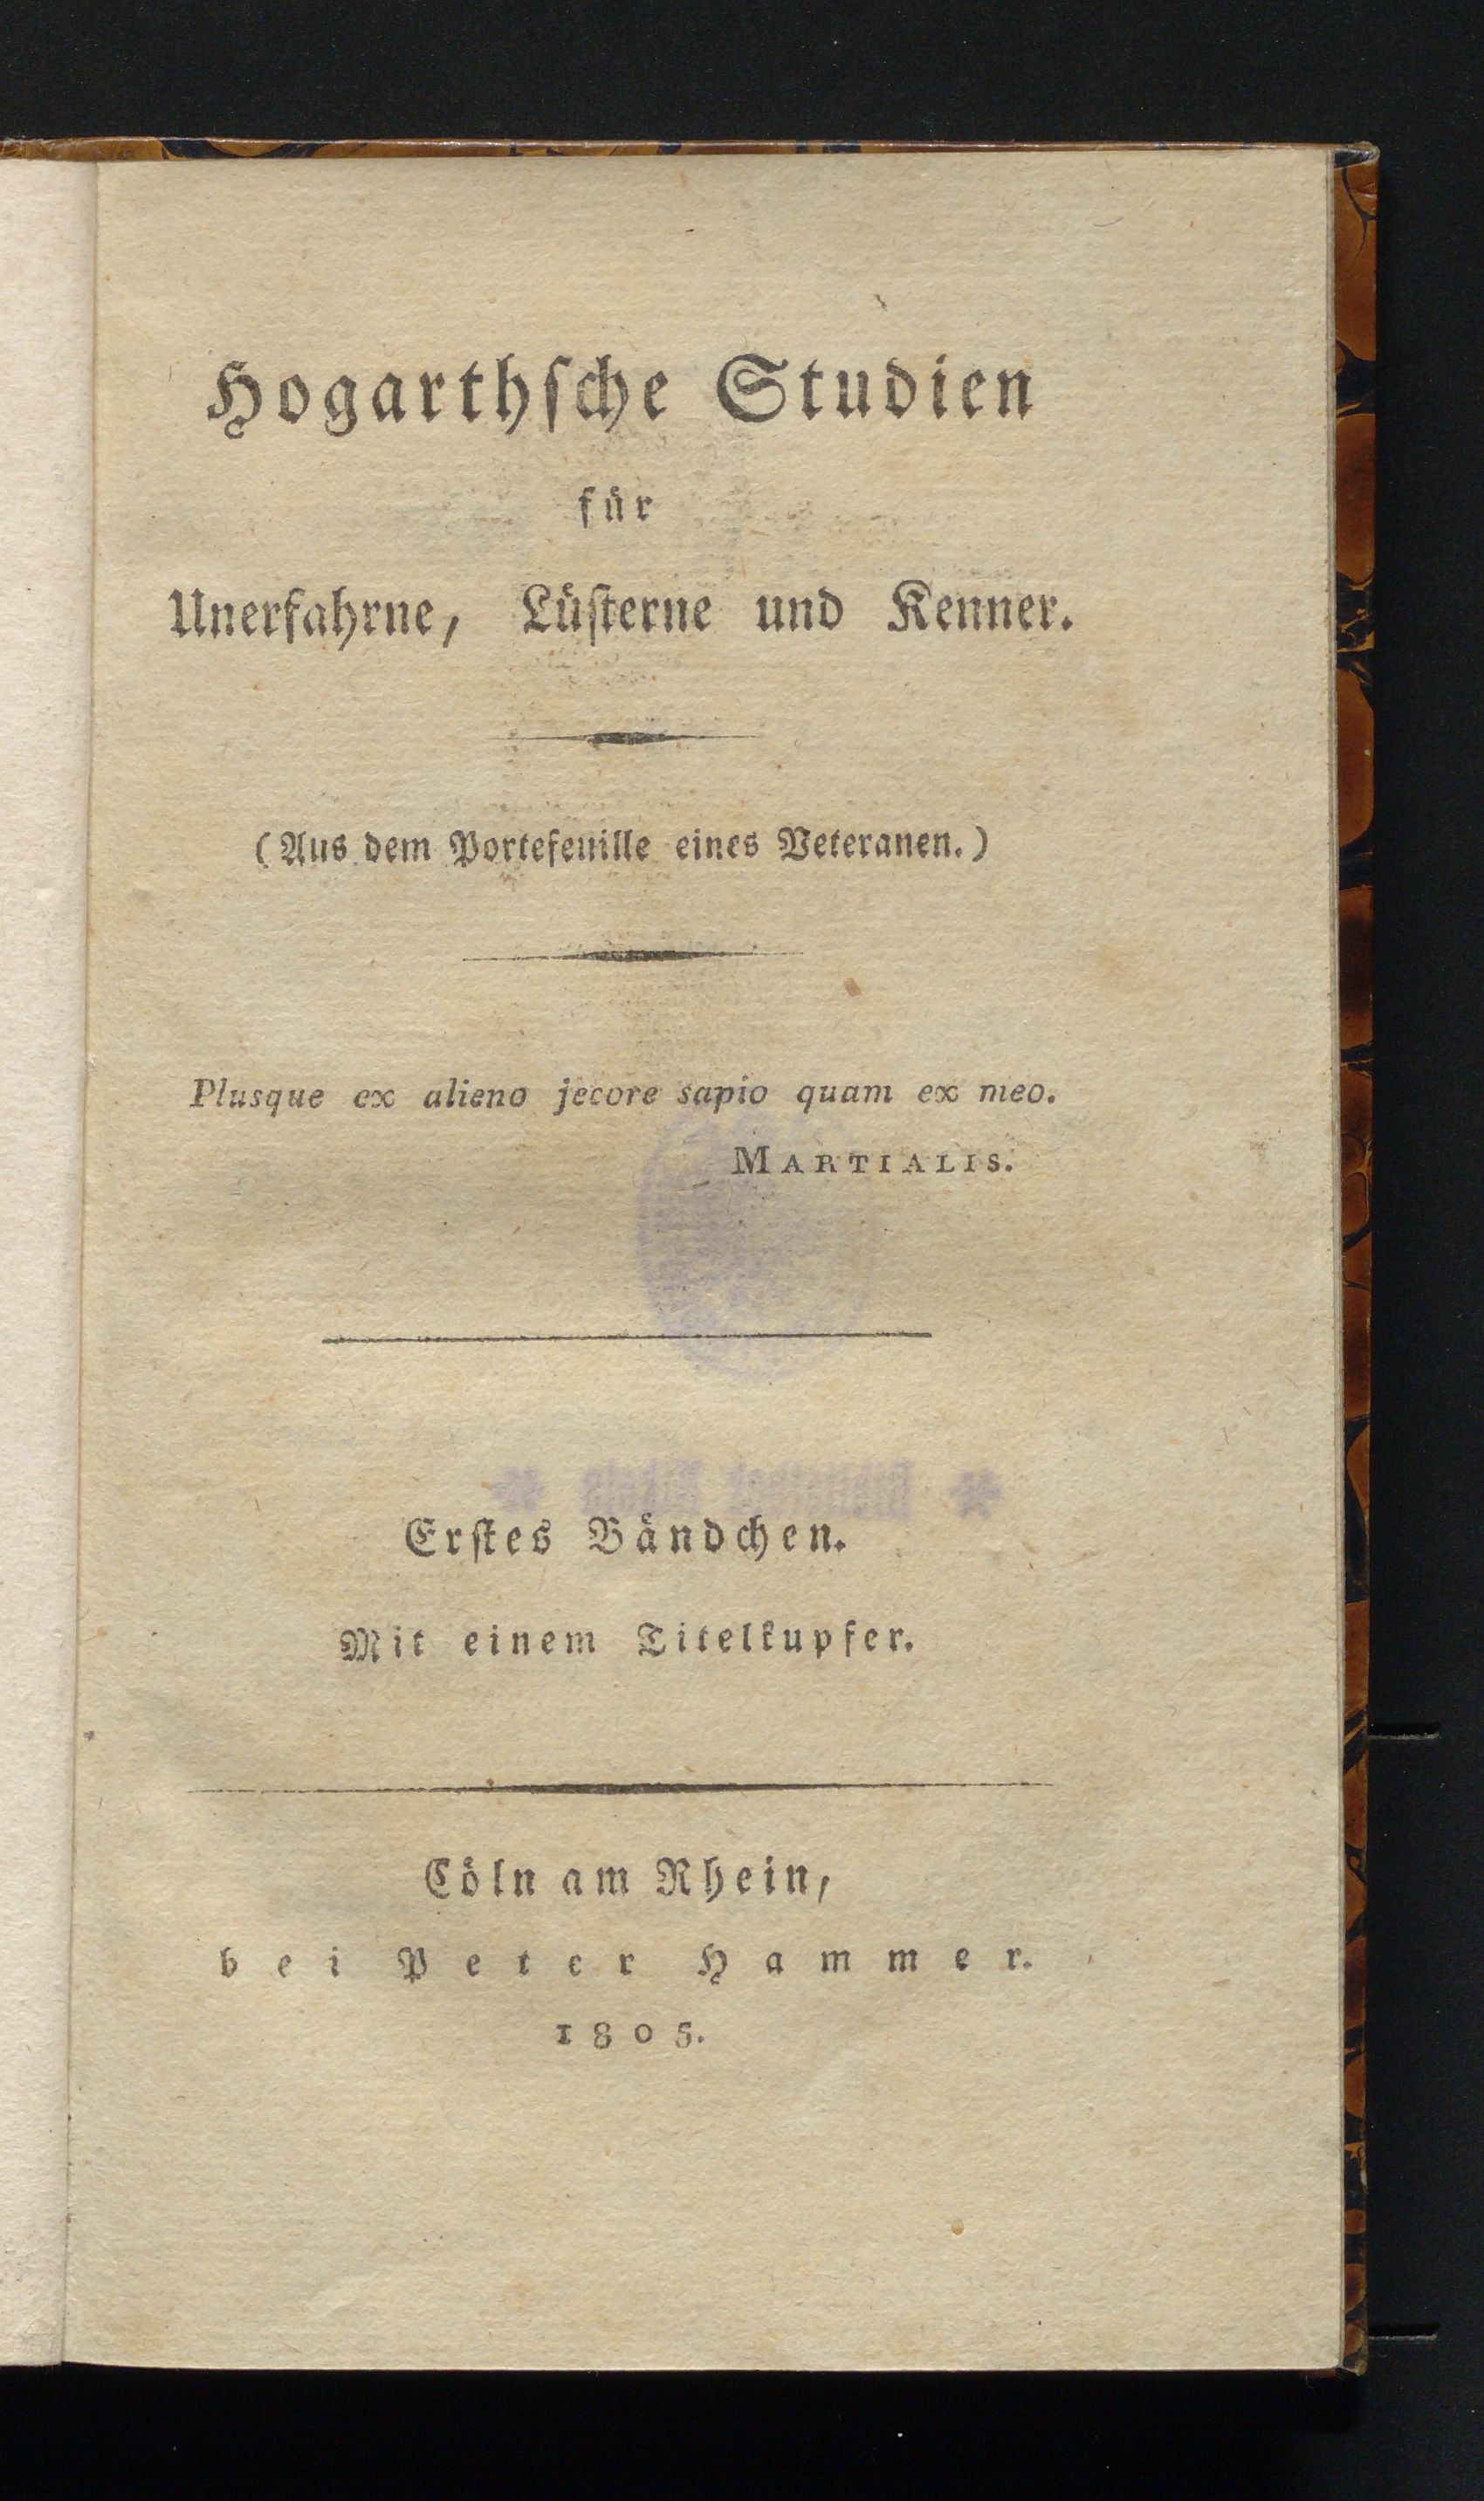 Hogarthſche Studien
für
Unerfahrne, Lüſterne und Kenner.
(Aus dem Portefeuille eines Veteranen.)
Plusque ex alieno jecore sapio quam ex meo.
MARTIALIS.
Erſtes Bändchen.
Mit einem Titelkupfer.
Cöln am Rhein,
bei Peter Hammer.
1805.